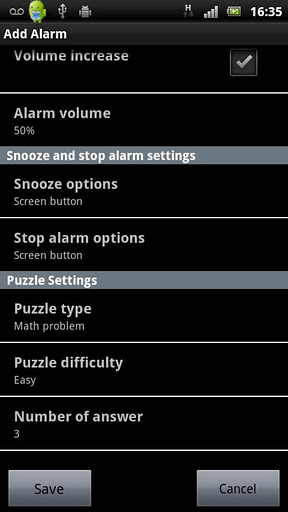 H
16:35
Add Alarm
Volume increase
Alarm volume
50%
Snooze and stop alarm settings
Snooze options
Screen button
Stop alarm options
Screen button
Puzzle Settings
Puzzle type
Math problem
Puzzle difficulty
Easy
Number of answer
3
Save
Cancel